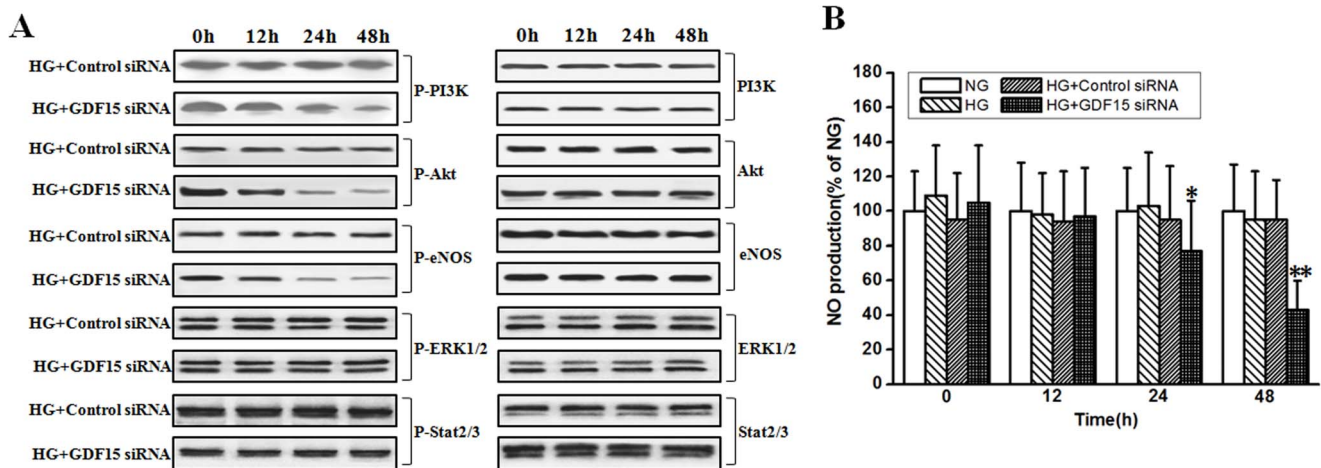 A
0h 12h 24h 48h
HG+Control siRNA
HG+GDF15 siRNA
P-PI3K
HG+Control siRNA
HG+GDF15 siRNA
P-Akt
HG+Control siRNA
HG+GDF15 siRNA
P-eNOS
HG+Control siRNA
HG+GDF15 siRNA
P-ERK1/2
HG+Control siRNA
HG+GDF15 siRNA
P-Stat2/3
0h 12h 24h 48h
PI3K
Akt
eNOS
ERK1/2
Stat2/3
B
NO production(% of NG)
180
160
140
120
100
80
60
40
20
0
NG HG+Control siRNA
HG HG+GDF15 siRNA
*
**
0 12 24 48
Time(h)